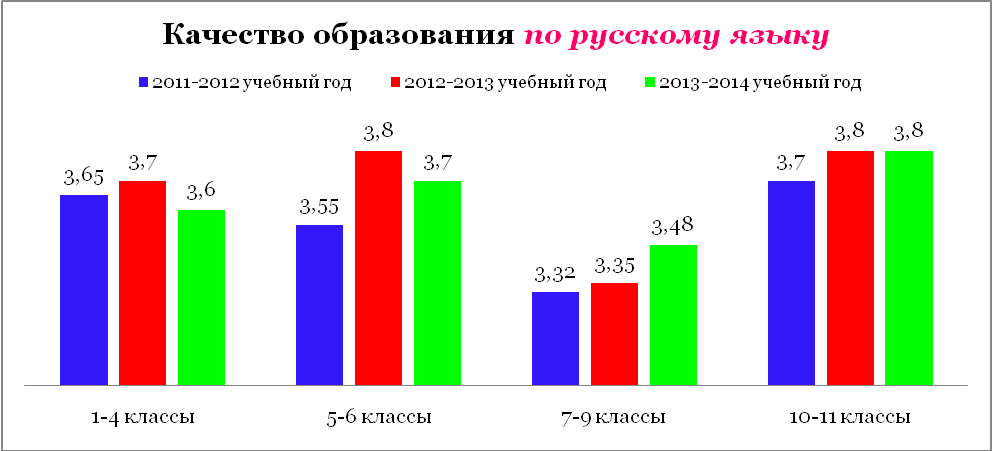 Качество образования по русскому языку
2011-2012 учебный год 2012-2013 учебный год 2013-2014 учебный год
3,65 3,7 3,6 3,55 3,8 3,7 3,32 3,35 3,48 3,7 3,8 3,8
1-4 классы 5-6 классы 7-9 классы 10-11 классы